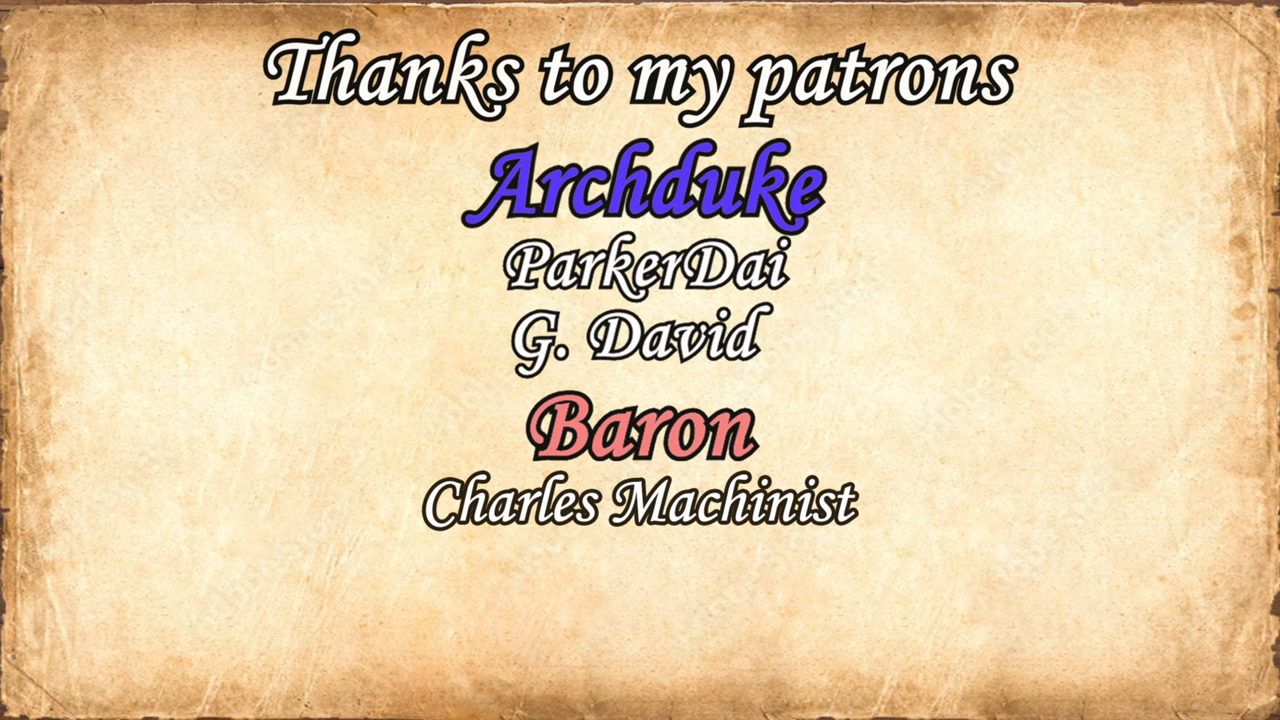 Thanks to my patrons
Archduke
ParkerDai
G. David
Baron
Charles Machinist